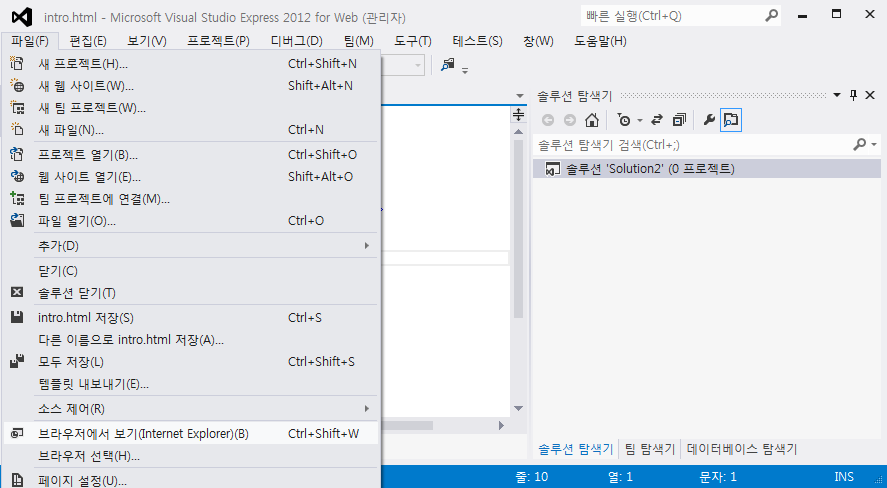 intro.html - Microsoft Visual Studio Express 2012 for Web (관리자)
빠른 실행(Ctrl+Q)
파일(F) 편집(E) 보기(V) 프로젝트(P) 디버그(D) 팀(M) 도구(T) 테스트(S) 창(W) 도움말(H)
새 프로젝트(H)... Ctrl+Shift+N
새 웹 사이트(W)... Shift+Alt+N
새 팀 프로젝트(W)...
새 파일(N)... Ctrl+N
프로젝트 열기(B)... Ctrl+Shift+O
웹 사이트 열기(E)... Shift+Alt+O
팀 프로젝트에 연결(M)...
파일 열기(O)... Ctrl+O
추가(D)
닫기(C)
솔루션 닫기(T)
intro.html 저장(S) Ctrl+S
다른 이름으로 intro.html 저장(A)...
모두 저장(L) Ctrl+Shift+S
템플릿 내보내기(E)...
소스 제어(R)
브라우저에서 보기(Internet Explorer)(B) Ctrl+Shift+W
브라우저 선택(H)...
페이지 설정(U)...
솔루션 탐색기
솔루션 탐색기 검색(Ctrl+;)
솔루션 'Solution2' (0 프로젝트)
솔루션 탐색기 팀 탐색기 데이터베이스 탐색기
줄: 10 열: 1 문자: 1 INS